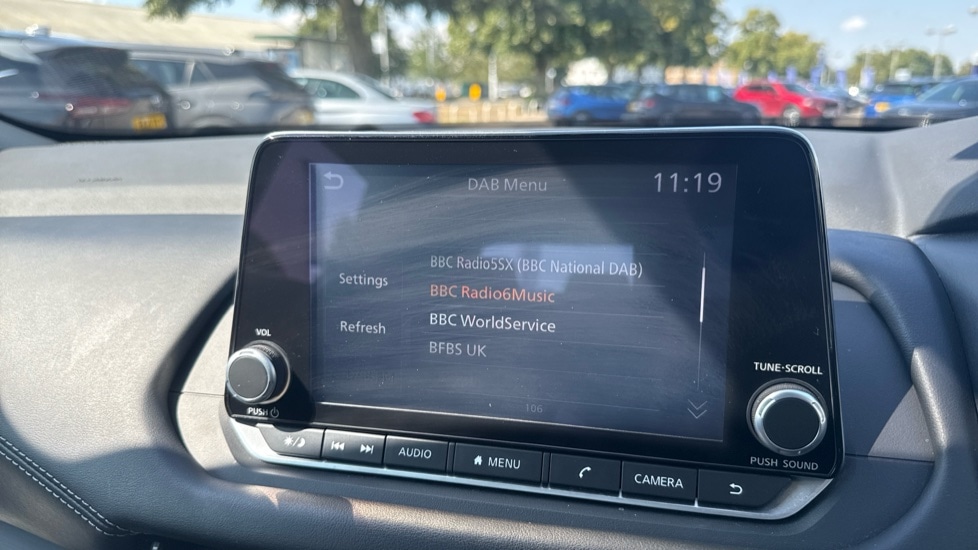 DAB Menu
11:19
BBC Radio5SX (BBC National DAB)
Settings
BBC Radio6Music
BBC WorldService
Refresh
BFBS UK
106
VOL
PUSH
TUNE·SCROLL
PUSH SOUND
AUDIO
MENU
CAMERA